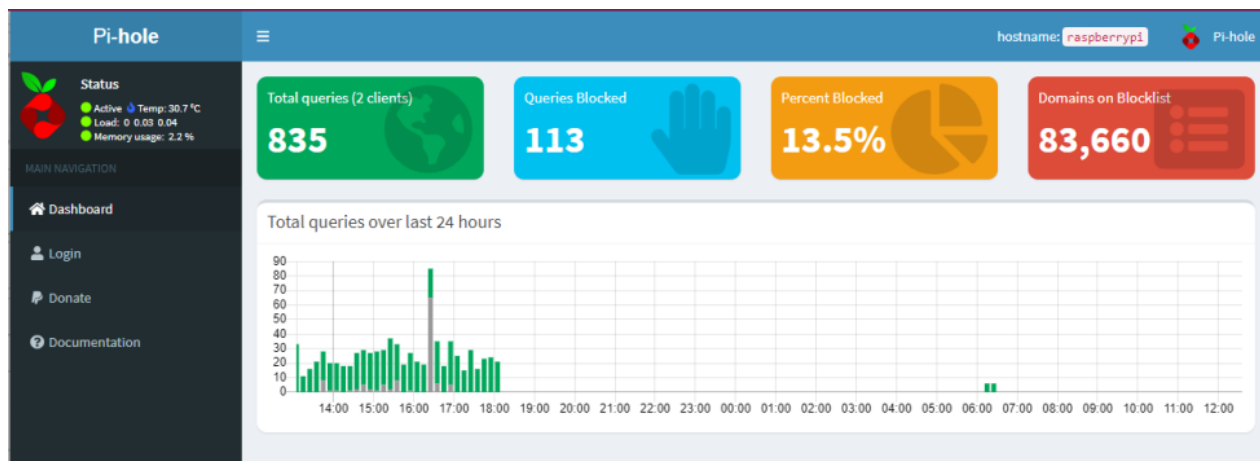 Pi-hole
hostname: raspberrypi
Pi-hole
Status
Active Temp: 30.7 °C
Load: 0 0.03 0.04
Memory usage: 2.2 %
MAIN NAVIGATION
Dashboard
Login
Donate
Documentation
Total queries (2 clients)
835
Queries Blocked
113
Percent Blocked
13.5%
Domains on Blocklist
83,660
Total queries over last 24 hours
90
80
70
60
50
40
30
20
10
0
14:00 15:00 16:00 17:00 18:00 19:00 20:00 21:00 22:00 23:00 00:00 01:00 02:00 03:00 04:00 05:00 06:00 07:00 08:00 09:00 10:00 11:00 12:00